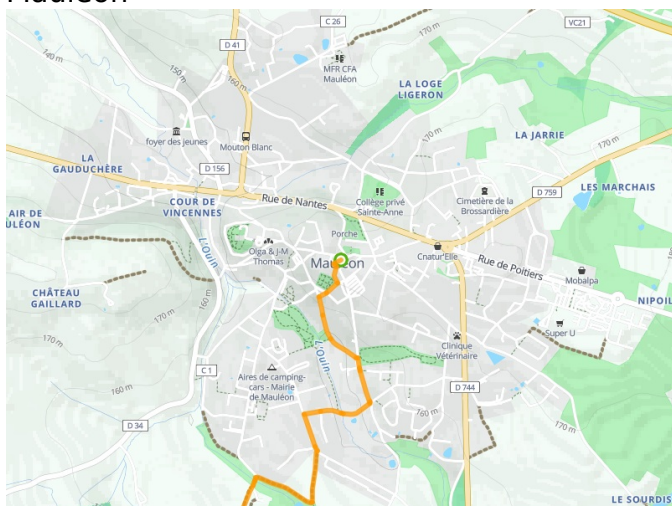 Mauléon
C 26
VC21
D 41
140 m
150 m
160 m
MFR CFA
Mauléon
LA LOGE
LIGERON
170 m
foyer des jeunes
Mouton Blanc
LA JARRIE
170 m
LA
GAUDUCHÈRE
D 156
Collège privé
Sainte-Anne
Cimetière de la
Brossardière
D 759
LES MARCHAIS
COUR DE
VINCENNES
Rue de Nantes
AIR DE
ULÉON
Porche
L'Ouin
Olga & J-M
Thomas
Mauléon
Cnatur'Elle
Rue de Poitiers
Mobalpa
170 m
160 m
CHÂTEAU
GAILLARD
NIPOIL
170 m
Super U
L'Ouin
Clinique
Vétérinaire
C 1
Aires de camping-
cars - Mairie
de Mauléon
160 m
D 744
160 m
D 34
170 m
170 m
LE SOURDIS